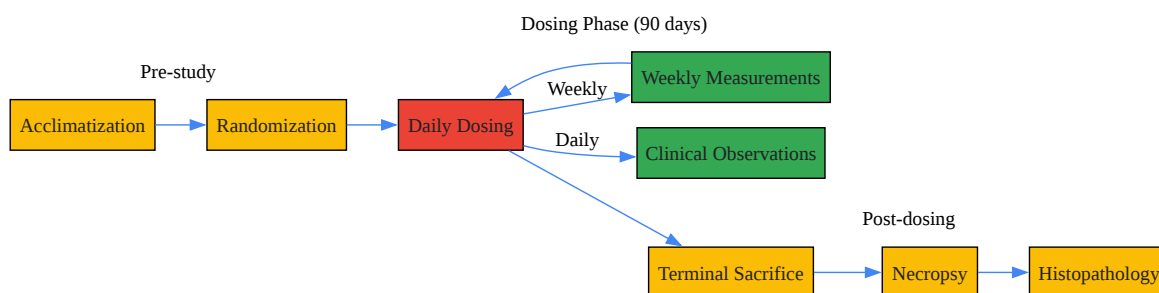 Dosing Phase (90 days)
Pre-study
Weekly Measurements
Weekly
Acclimatization
Randomization
Daily Dosing
Daily
Clinical Observations
Post-dosing
Terminal Sacrifice
Necropsy
Histopathology